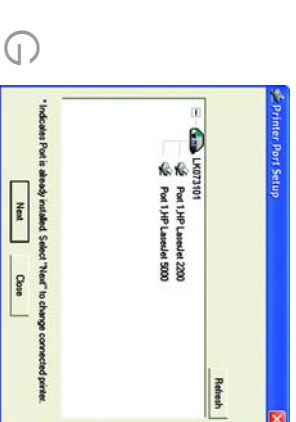 Printer Port Setup
Refresh
LK073101
Port 1,HP LaserJet 2200
Port 1,HP LaserJet 5000
* Indicates Port is already installed. Select "Next" to change connected printer.
Next
Close
G